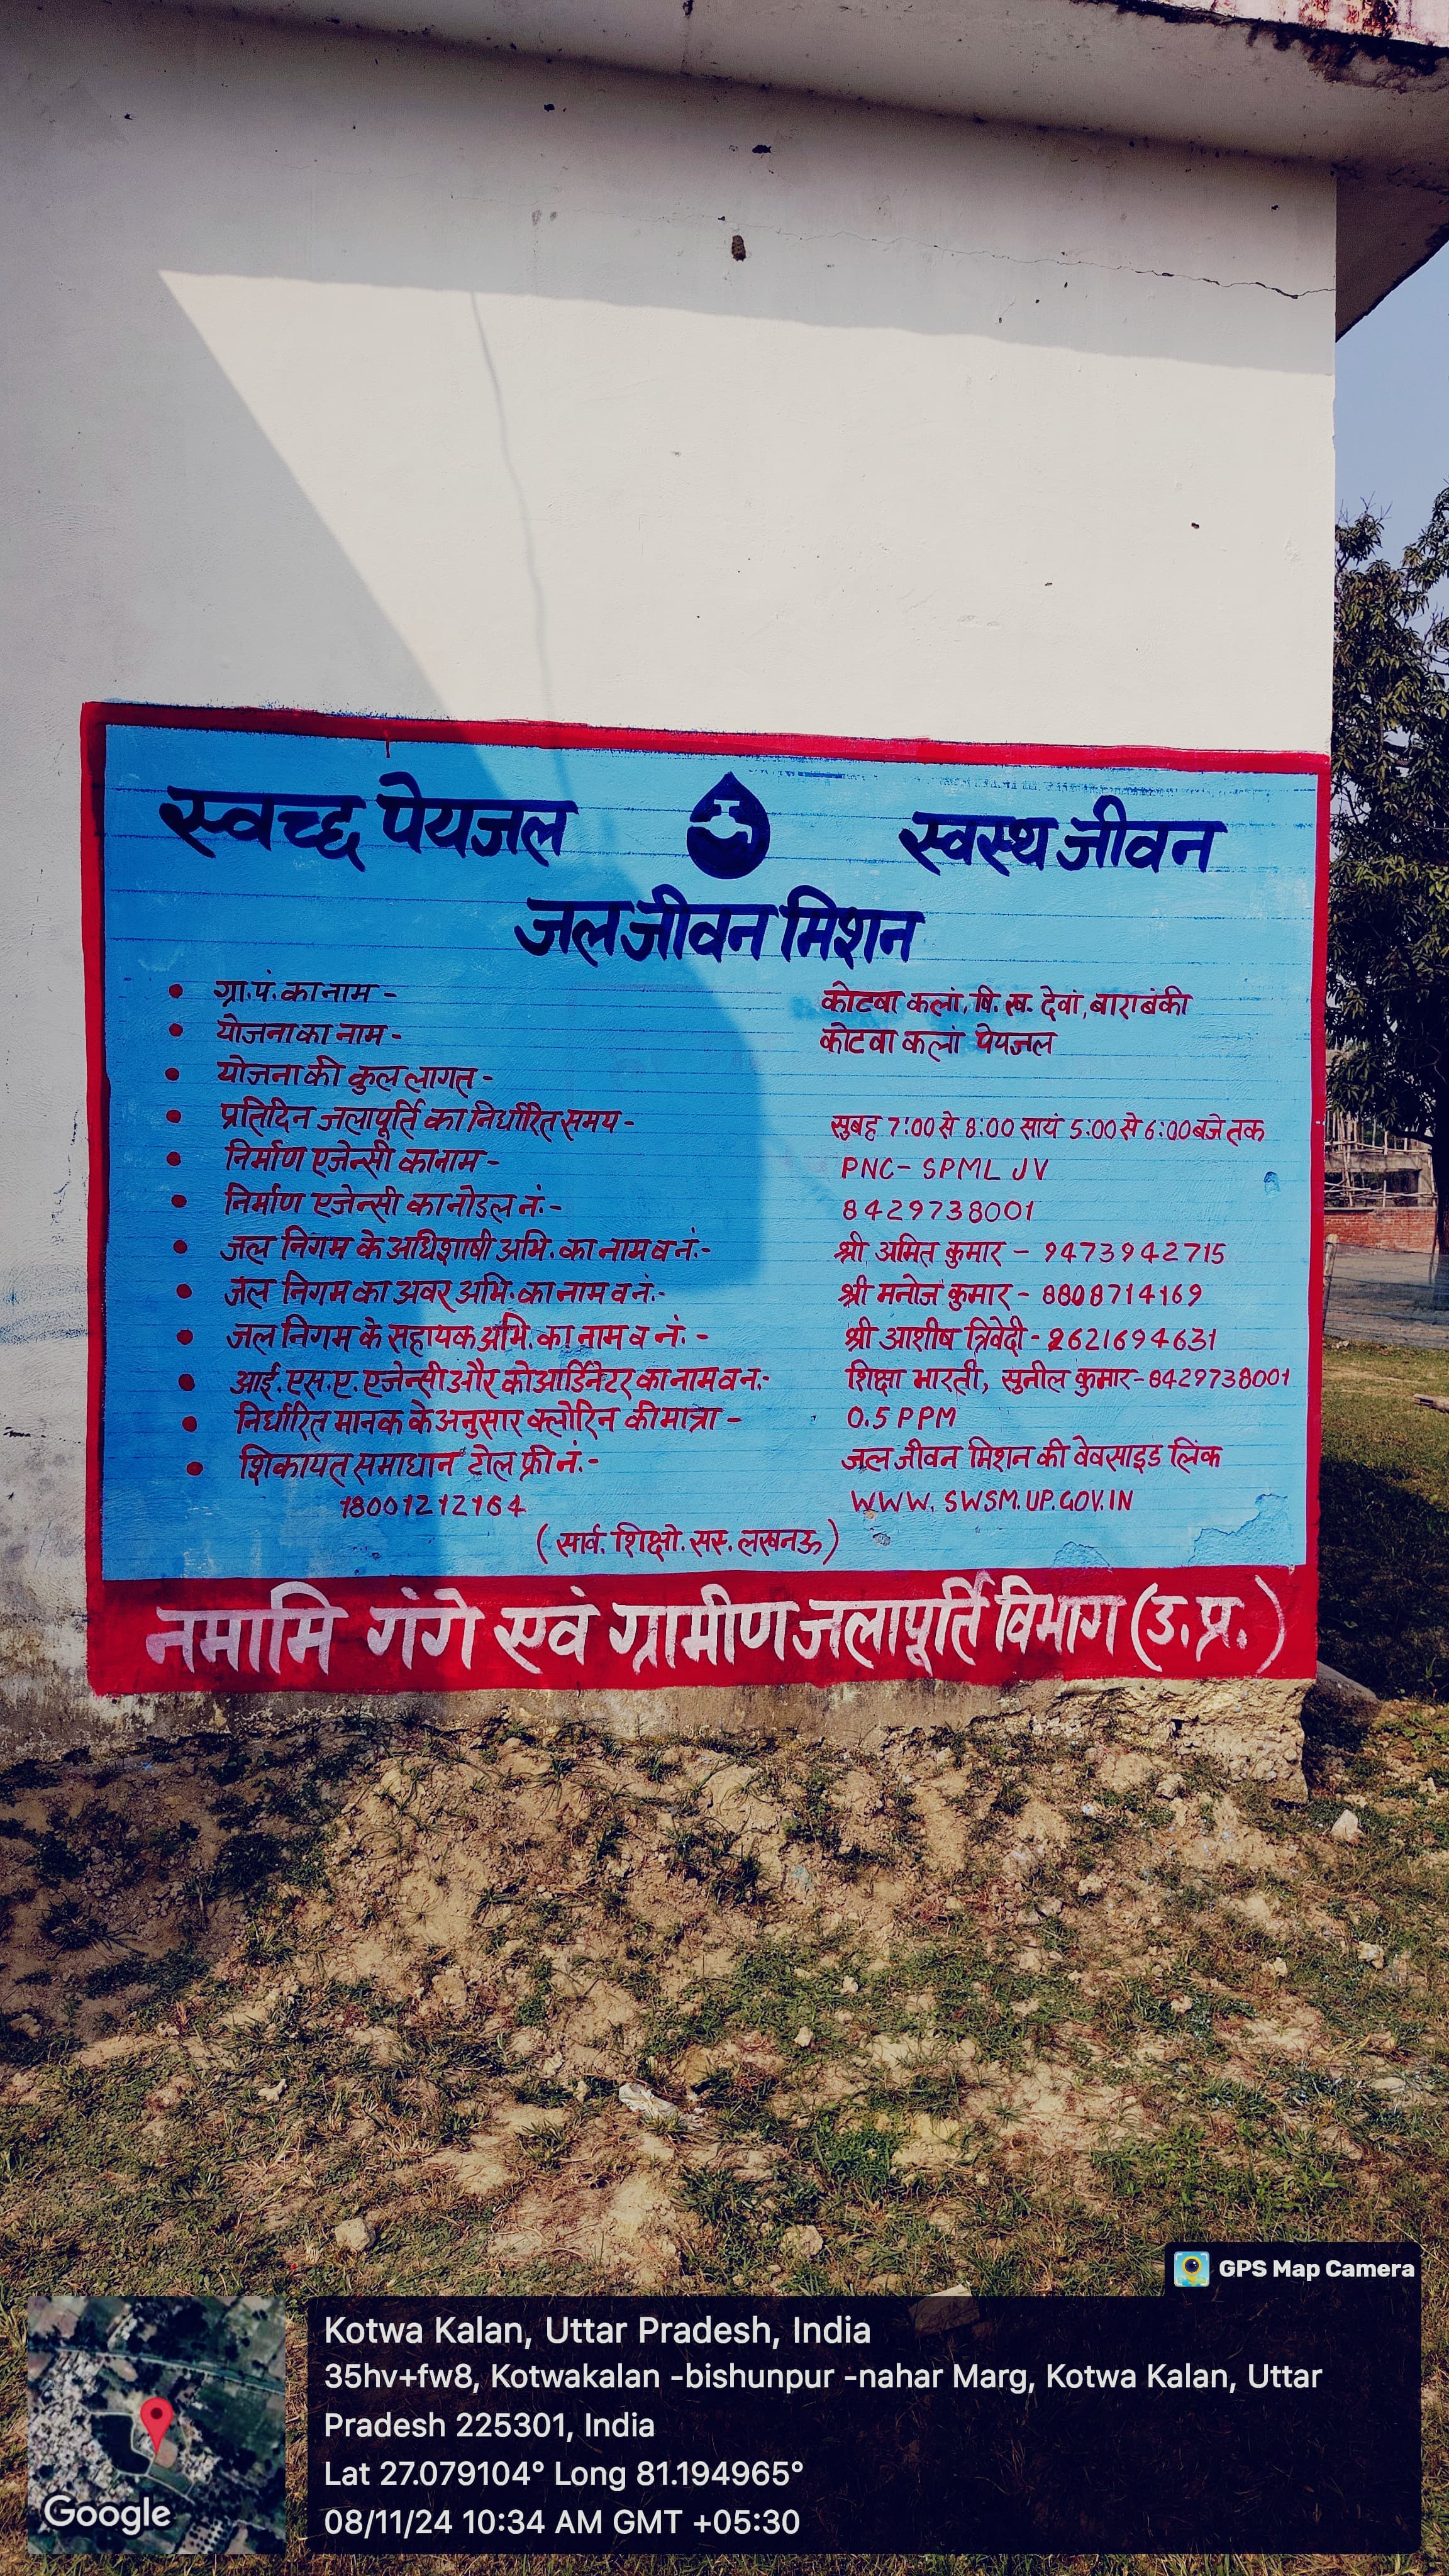 स्वच्छ पेयजल स्वस्थ जीवन
जल जीवन मिशन
• ग्रा.पं. का नाम - कोटवा कलां, वि. ख. देवां, बाराबंकी
• योजना का नाम - कोटवा कलां पेयजल
• योजना की कुल लागत -
• प्रतिदिन जलापूर्ति का निर्धारित समय - सुबह 7:00 से 8:00 सायं 5:00 से 6:00 बजे तक
• निर्माण एजेन्सी का नाम - PNC- SPML JV
• निर्माण एजेन्सी का नोडल नं.- 8429738001
• जल निगम के अधिशाषी अभि. का नाम व नं.- श्री अमित कुमार - 9473942715
• जल निगम का अवर अभि. का नाम व नं.- श्री मनोज कुमार - 8808714169
• जल निगम के सहायक अभि. का नाम व नं. - श्री आशीष त्रिवेदी - 2621694631
• आई.एस.ए. एजेन्सी और कोआर्डिनेटर का नाम व नं.- शिक्षा भारती, सुनील कुमार-8429738001
• निर्धारित मानक के अनुसार क्लोरिन की मात्रा - 0.5 PPM
• शिकायत समाधान टोल फ्री नं.- जल जीवन मिशन की वेवसाइड लिंक
18001212164 WWW. SWSM.UP.GOV.IN
( सार्व. शिक्षो. सस. लखनऊ )
नमामि गंगे एवं ग्रामीण जलापूर्ति विभाग (उ.प्र.)
GPS Map Camera
Kotwa Kalan, Uttar Pradesh, India
35hv+fw8, Kotwakalan -bishunpur -nahar Marg, Kotwa Kalan, Uttar
Pradesh 225301, India
Lat 27.079104° Long 81.194965°
08/11/24 10:34 AM GMT +05:30
Google